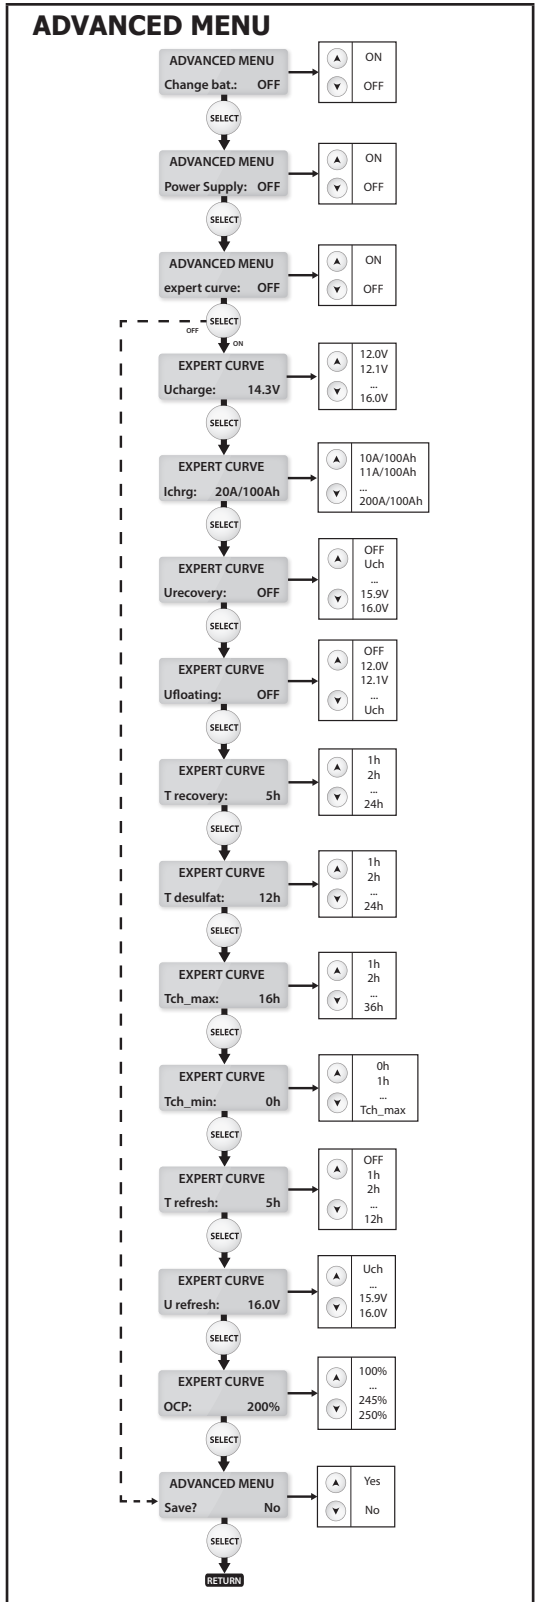 ADVANCED MENU
ADVANCED MENU
Change bat.: OFF
ON
OFF
SELECT
ADVANCED MENU
Power Supply: OFF
ON
OFF
SELECT
ADVANCED MENU
expert curve: OFF
ON
OFF
SELECT
OFF
ON
EXPERT CURVE
Ucharge: 14.3V
12.0V
12.1V
...
16.0V
SELECT
EXPERT CURVE
Ichrg: 20A/100Ah
10A/100Ah
11A/100Ah
...
200A/100Ah
SELECT
EXPERT CURVE
Urecovery: OFF
OFF
Uch
...
15.9V
16.0V
SELECT
EXPERT CURVE
Ufloating: OFF
OFF
12.0V
12.1V
...
Uch
SELECT
EXPERT CURVE
T recovery: 5h
1h
2h
...
24h
SELECT
EXPERT CURVE
T desulfat: 12h
1h
2h
...
24h
SELECT
EXPERT CURVE
Tch_max: 16h
1h
2h
...
36h
SELECT
EXPERT CURVE
Tch_min: 0h
0h
1h
...
Tch_max
SELECT
EXPERT CURVE
T refresh: 5h
OFF
1h
2h
...
12h
SELECT
EXPERT CURVE
U refresh: 16.0V
Uch
...
15.9V
16.0V
SELECT
EXPERT CURVE
OCP: 200%
100%
...
245%
250%
SELECT
ADVANCED MENU
Save? No
Yes
No
SELECT
RETURN